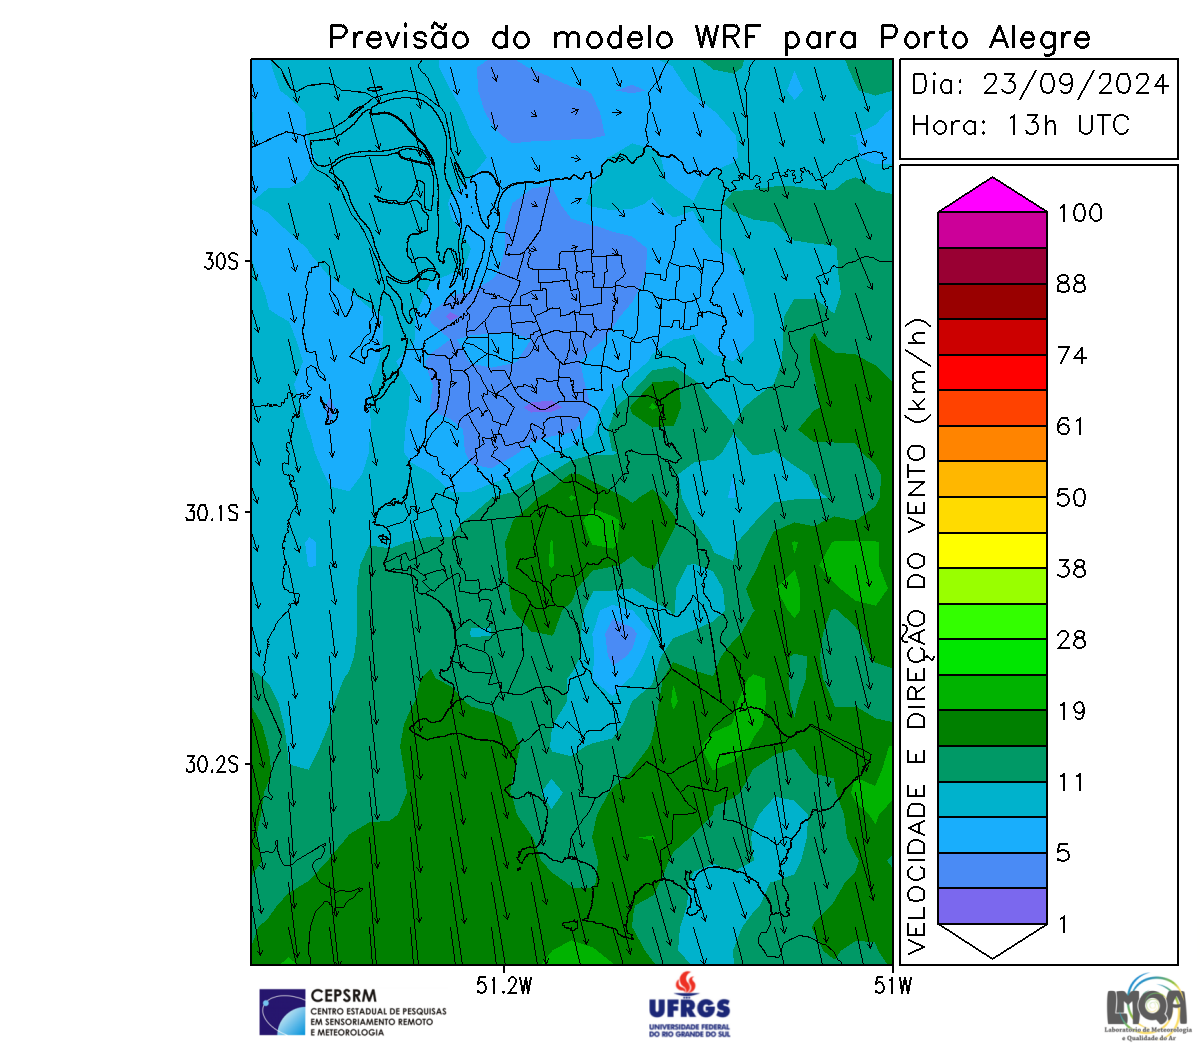 Previsão do modelo WRF para Porto Alegre
Dia: 23/09/2024
Hora: 13h UTC
30S
30.1S
30.2S
51.2W
51W
VELOCIDADE E DIREÇÃO DO VENTO (km/h)
100
88
74
61
50
38
28
19
11
5
1
CEPSRM
CENTRO ESTADUAL DE PESQUISAS
EM SENSORIAMENTO REMOTO
E METEOROLOGIA
UFRGS
UNIVERSIDADE FEDERAL
DO RIO GRANDE DO SUL
LMQA
Laboratório de Meteorologia
e Qualidade do Ar